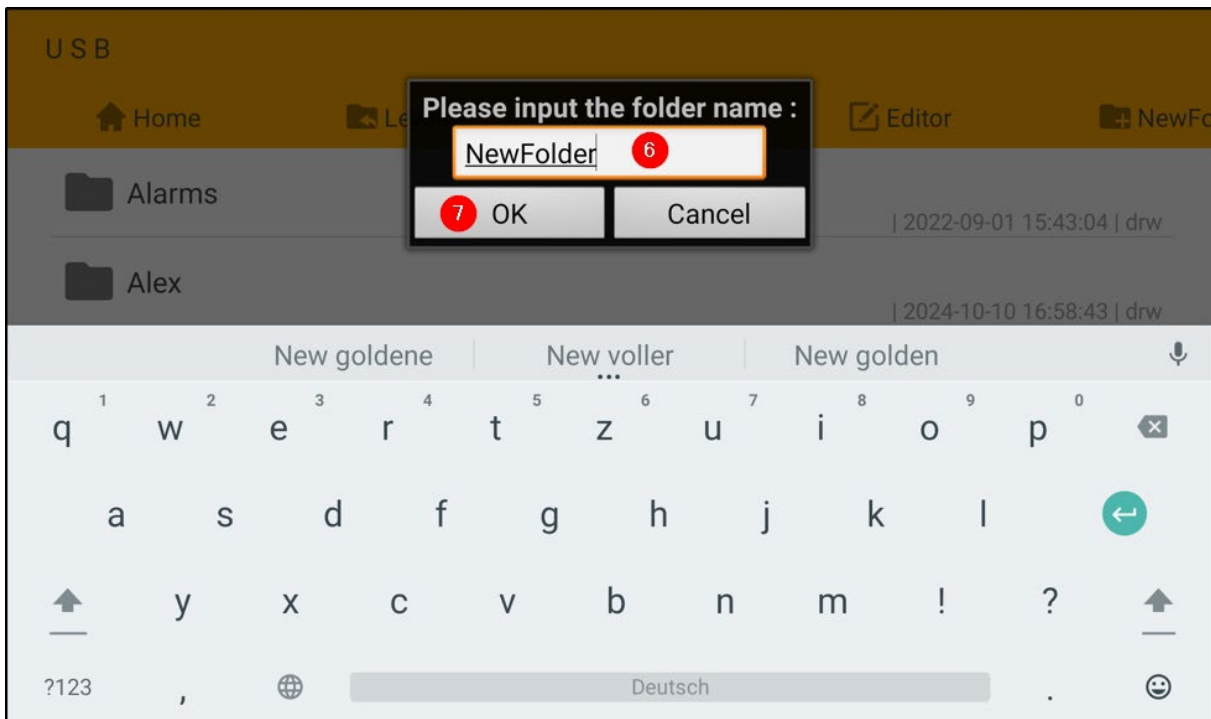 U S B
Home Le Editor NewFo
Please input the folder name :
NewFolder 6
7 OK Cancel
Alarms
| 2022-09-01 15:43:04 | drw
Alex
| 2024-10-10 16:58:43 | drw
New goldene New voller New golden
1 2 3 4 5 6 7 8 9 0
q w e r t z u i o p
a s d f g h j k l
y x c v b n m ! ?
?123 , Deutsch .